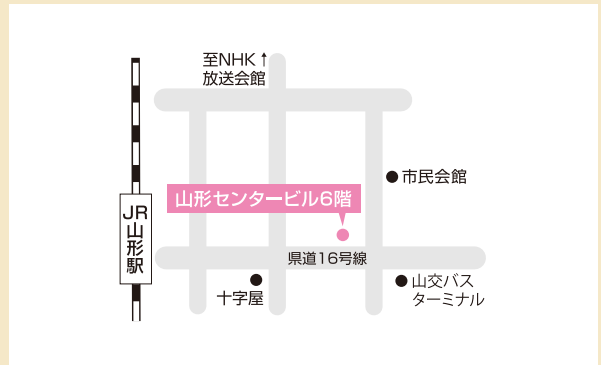 至NHK↑
放送会館
市民会館
山形センタービル6階
JR
山形駅
県道16号線
十字屋
山交バス
ターミナル